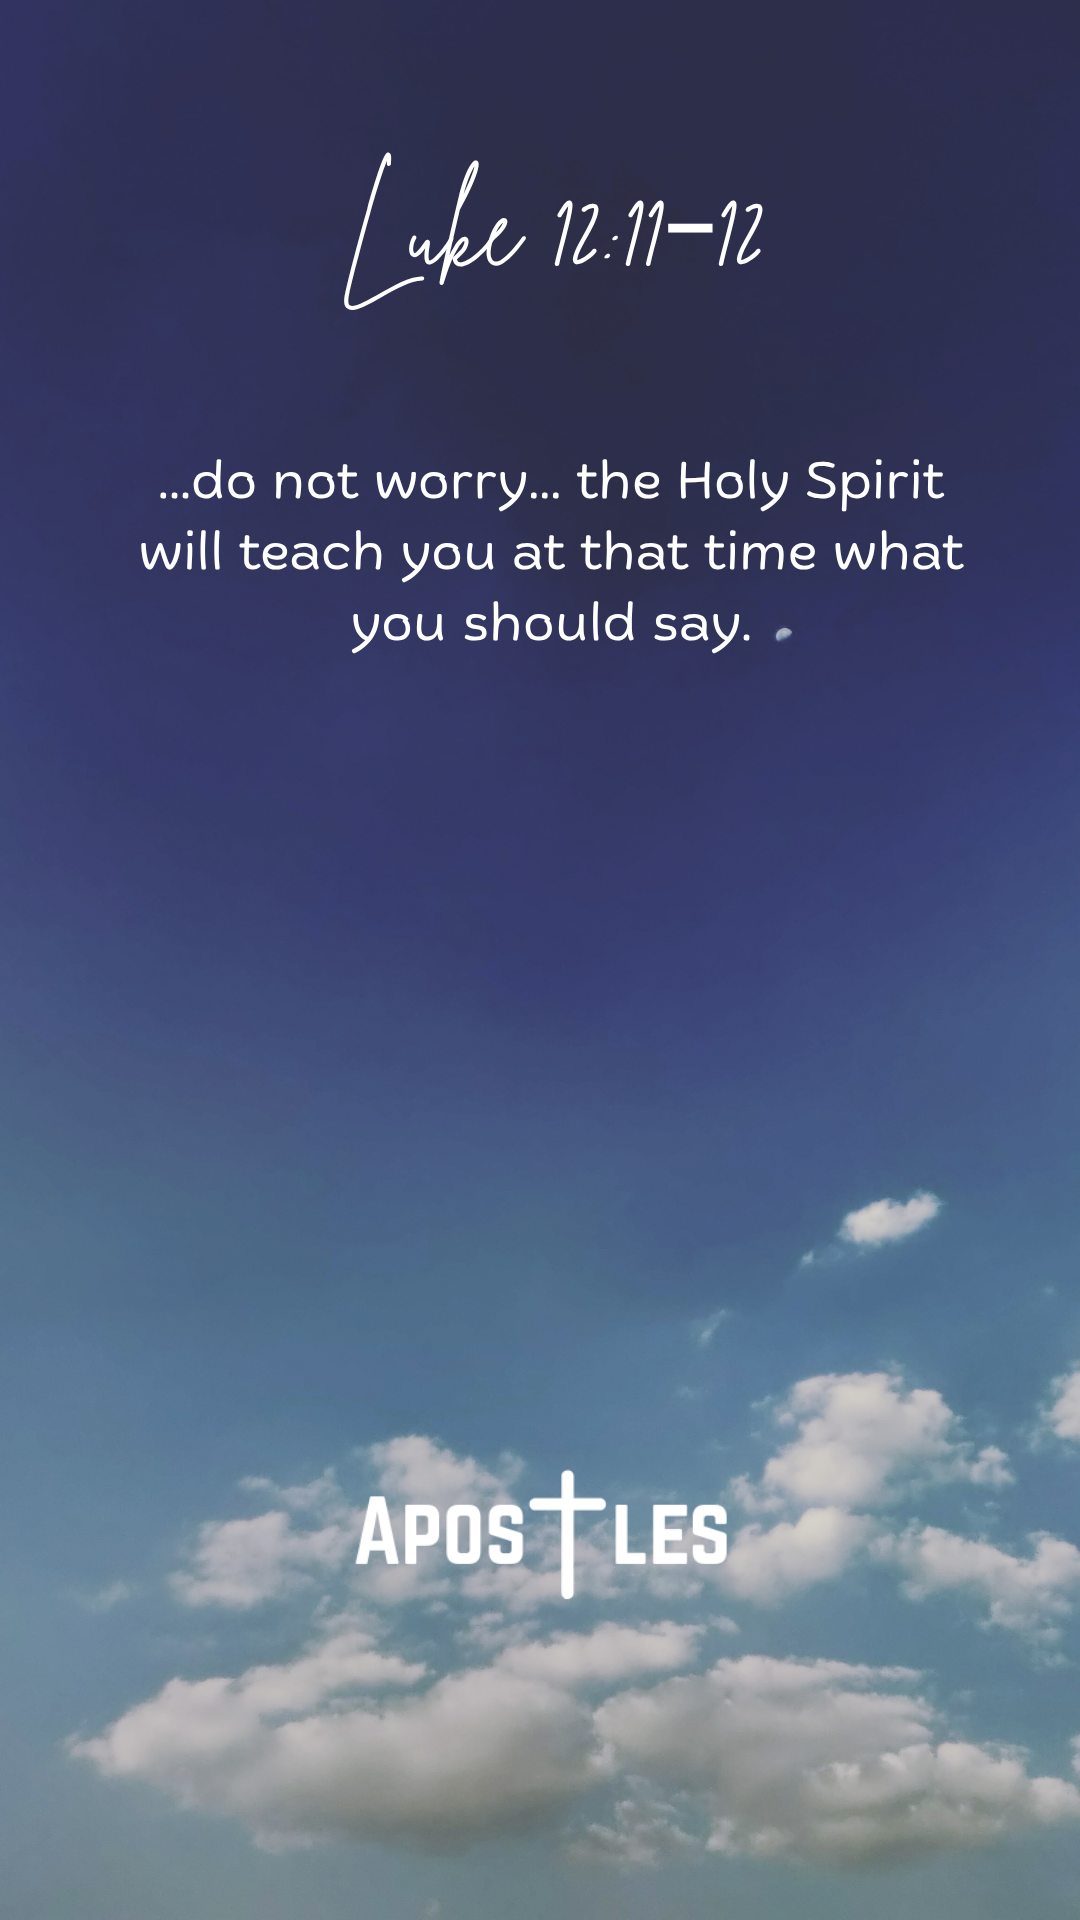 Luke 12:11–12
...do not worry... the Holy Spirit
will teach you at that time what
you should say.
APOSTLES